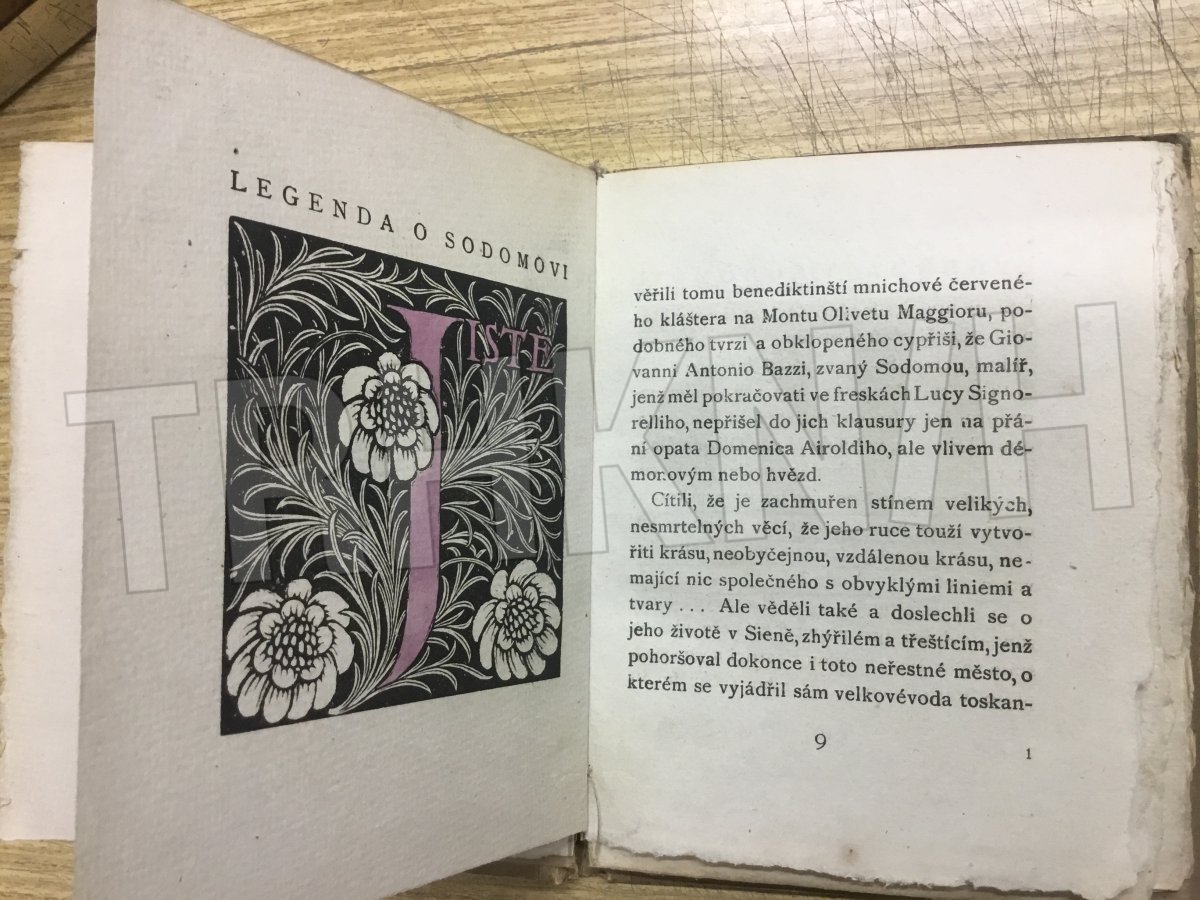 LEGENDA O SODOMOVI
JISTĚ
věřili tomu benediktinští mnichové červené-
ho kláštera na Montu Olivetu Maggioru, po-
dobného tvrzi a obklopeného cypřiši, že Gio-
vanni Antonio Bazzi, zvaný Sodomou, malíř,
jenž měl pokračovati ve freskách Lucy Signo-
relliho, nepřišel do jich klausury jen na přá-
ní opata Domenica Airoldiho, ale vlivem dé-
monovým nebo hvězd.
Cítili, že je zachmuřen stínem velikých,
nesmrtelných věcí, že jeho ruce touží vytvo-
řiti krásu, neobyčejnou, vzdálenou krásu, ne-
mající nic společného s obvyklými liniemi a
tvary... Ale věděli také a doslechli se o
jeho životě v Sieně, zhýřilém a třeštícím, jenž
pohoršoval dokonce i toto neřestné město, o
kterém se vyjádřil sám velkovévoda toskan-
9
1
TRHKNIH